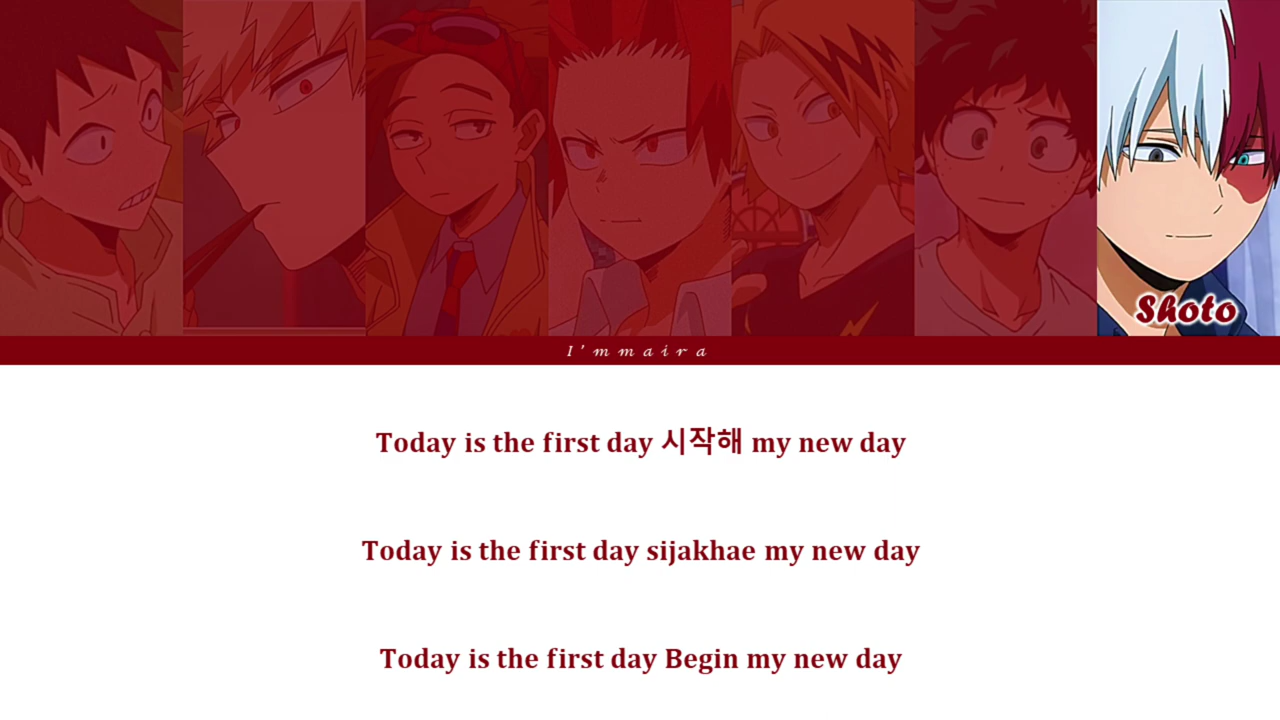 Shoto
I'mmaira
Today is the first day 시작해 my new day
Today is the first day sijakhae my new day
Today is the first day Begin my new day